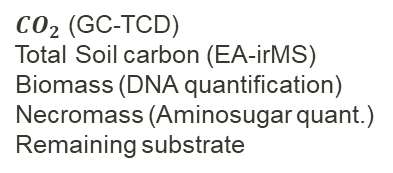 CO₂ (GC-TCD)
Total Soil carbon (EA-irMS)
Biomass (DNA quantification)
Necromass (Aminosugar quant.)
Remaining substrate